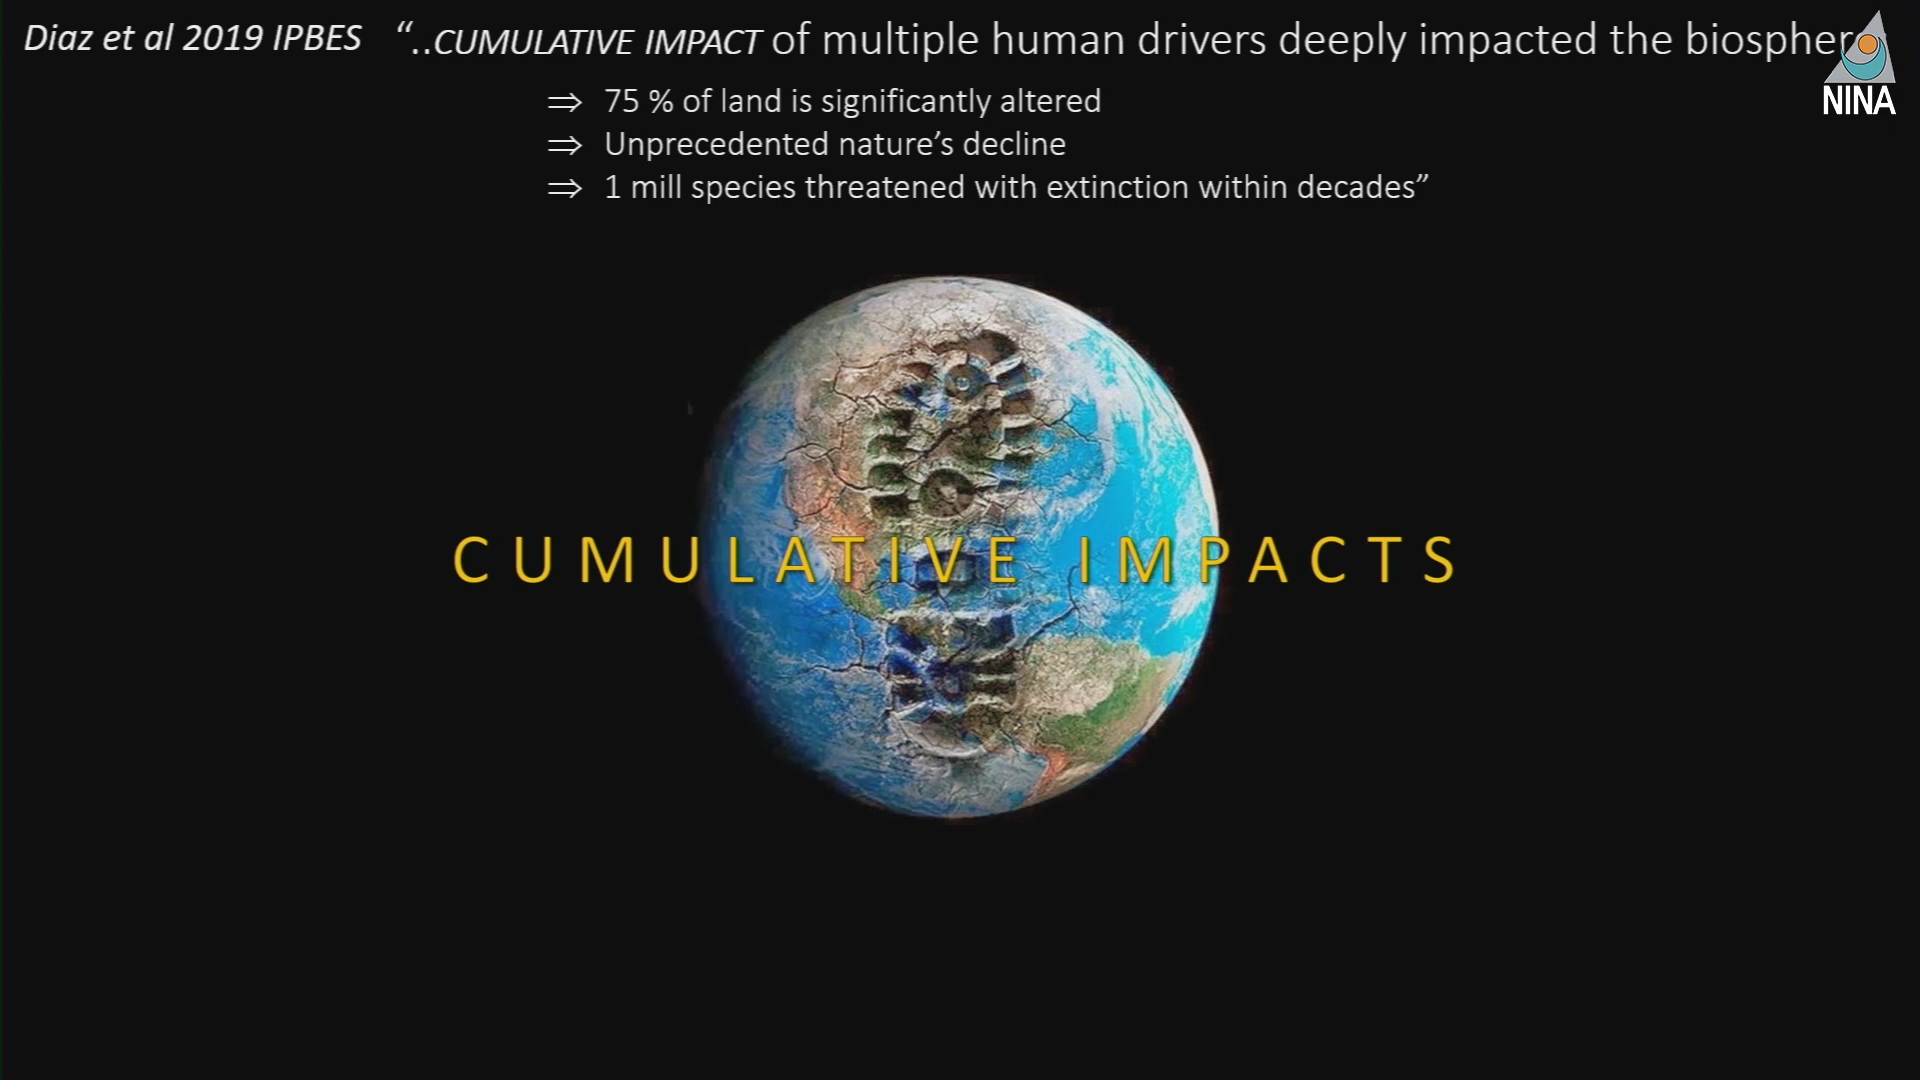 Diaz et al 2019 IPBES “..CUMULATIVE IMPACT of multiple human drivers deeply impacted the biosphere
⇒ 75 % of land is significantly altered
⇒ Unprecedented nature’s decline
⇒ 1 mill species threatened with extinction within decades”
NINA
CUMULATIVE IMPACTS